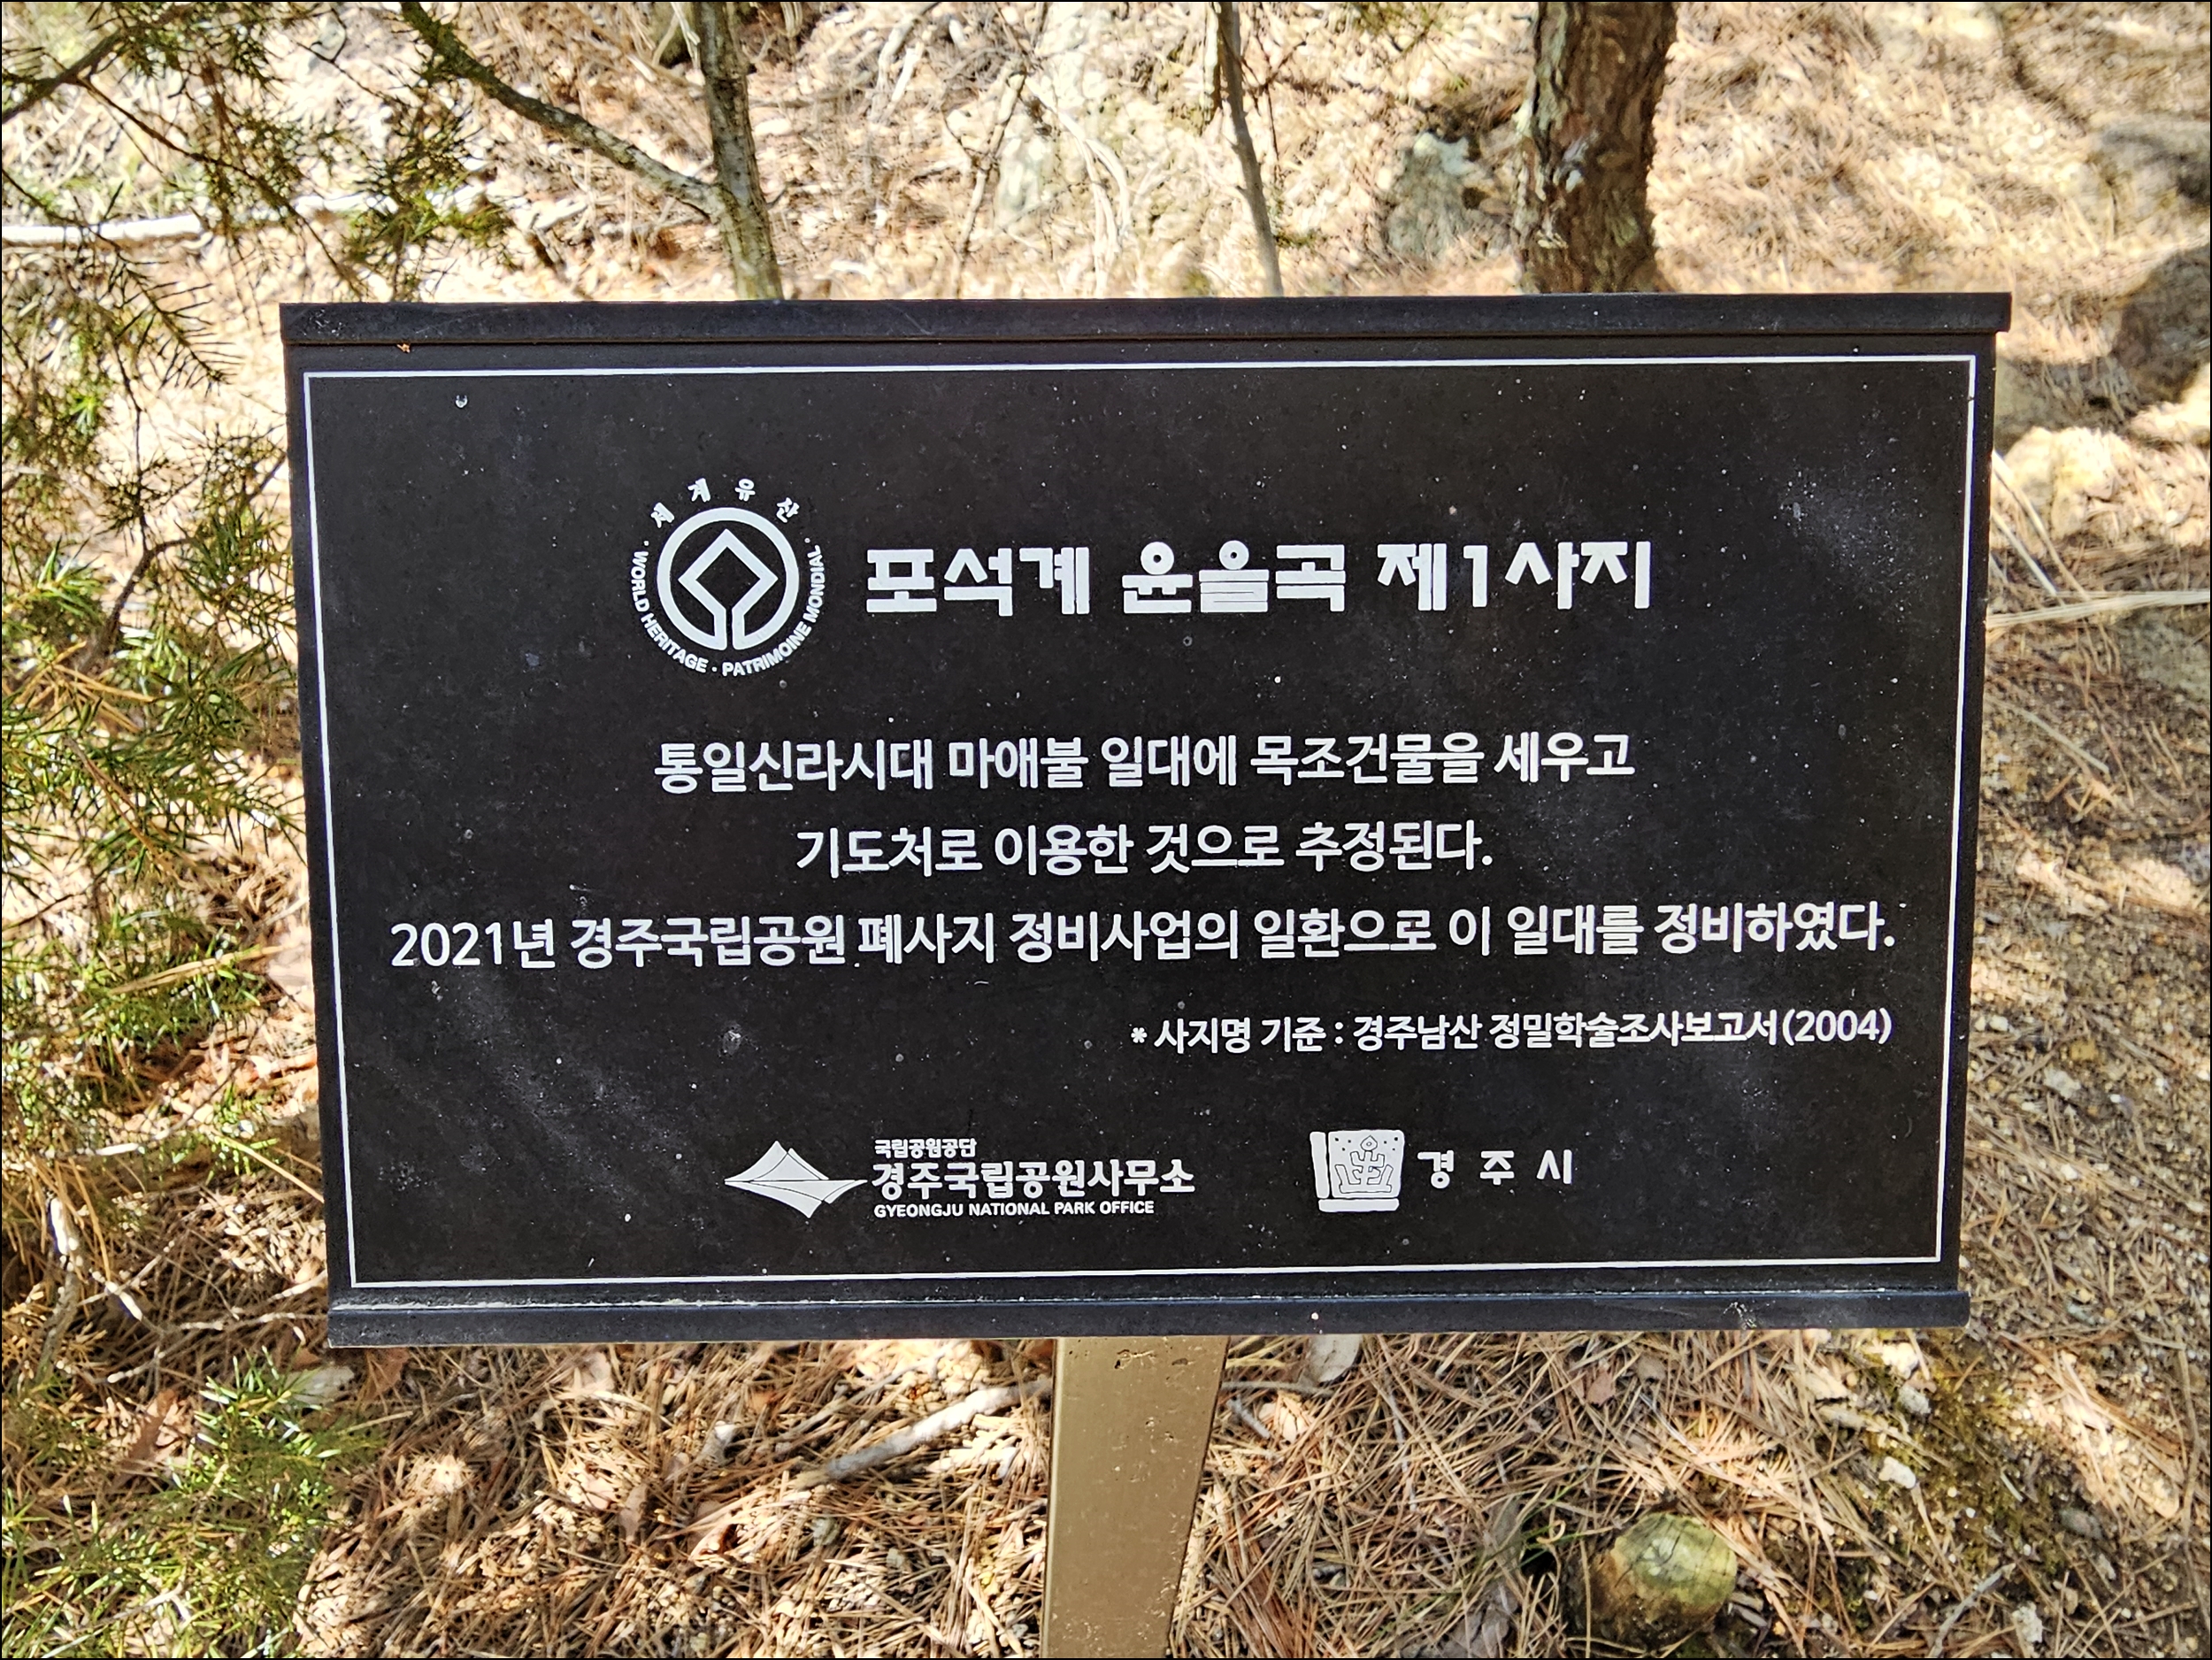 세계유산
WORLD HERITAGE · PATRIMOINE MONDIAL
포석계 윤을곡 제1사지
통일신라시대 마애불 일대에 목조건물을 세우고
기도처로 이용한 것으로 추정된다.
2021년 경주국립공원 폐사지 정비사업의 일환으로 이 일대를 정비하였다.
* 사지명 기준 : 경주남산 정밀학술조사보고서(2004)
국립공원공단
경주국립공원사무소
GYEONGJU NATIONAL PARK OFFICE
경주시